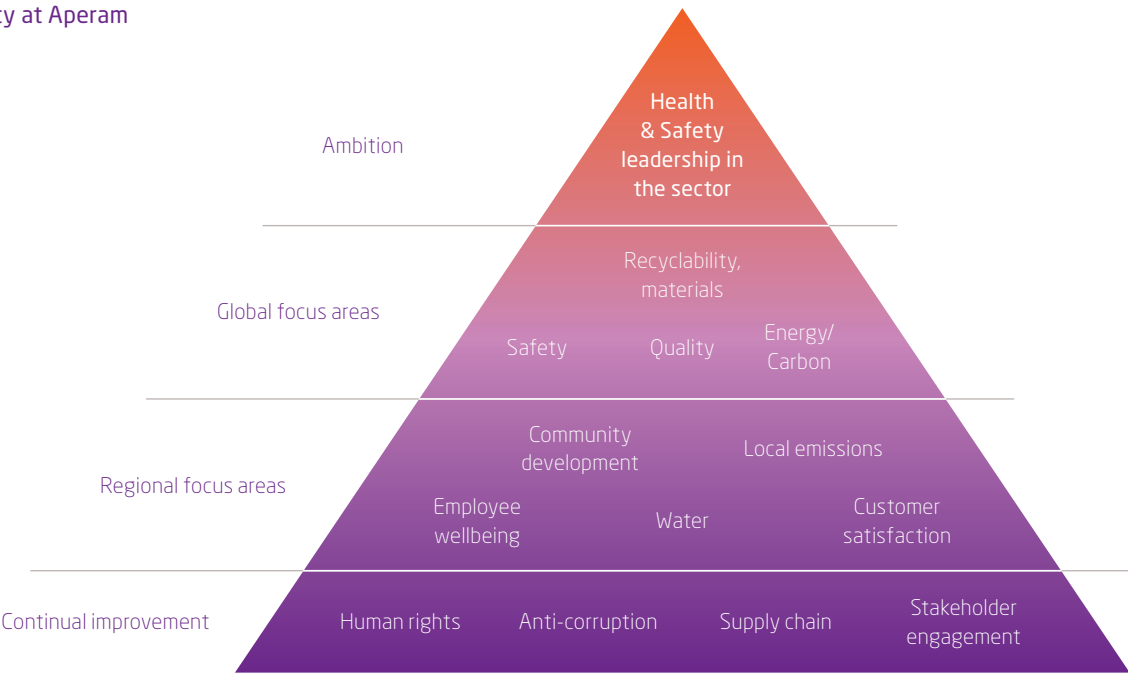 at Aperam
Ambition
Health
& Safety
leadership in
the sector
Global focus areas
Recyclability,
materials
Safety
Quality
Energy/
Carbon
Regional focus areas
Community
development
Local emissions
Employee
wellbeing
Water
Customer
satisfaction
Continual improvement
Human rights
Anti-corruption
Supply chain
Stakeholder
engagement